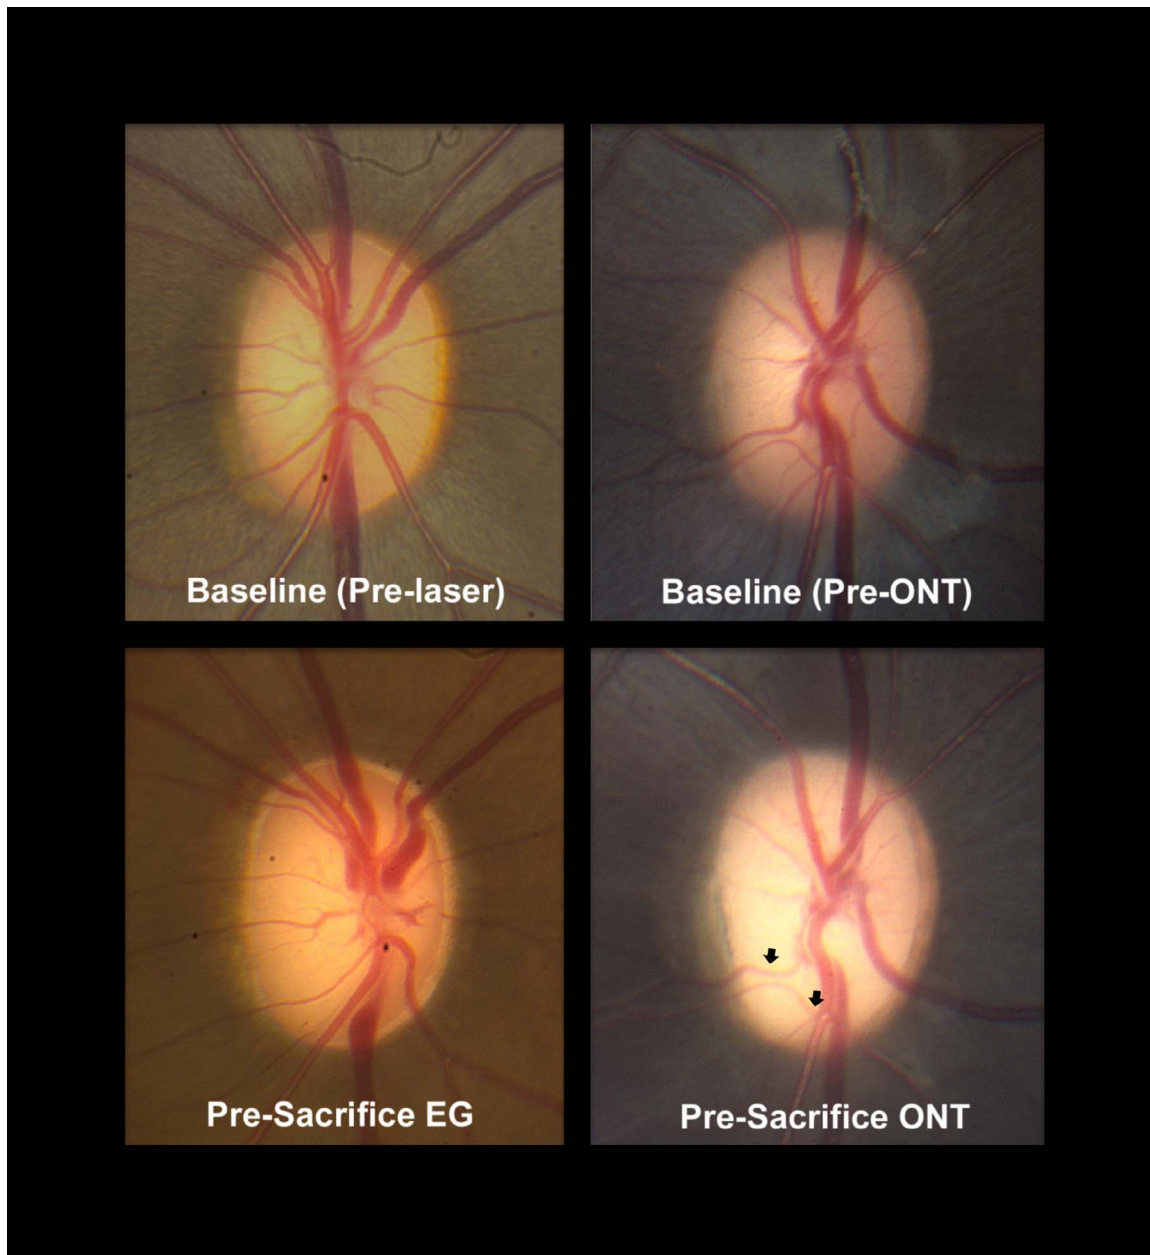 Baseline (Pre-laser)
Baseline (Pre-ONT)
Pre-Sacrifice EG
Pre-Sacrifice ONT